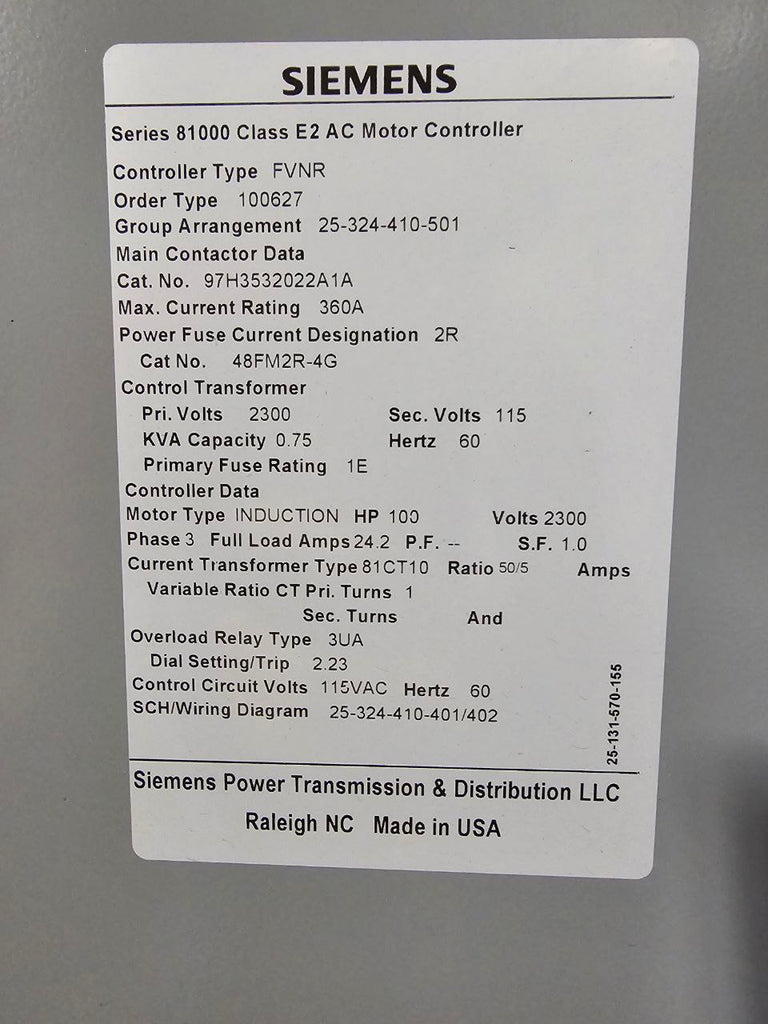 SIEMENS
Series 81000 Class E2 AC Motor Controller
Controller Type FVNR
Order Type 100627
Group Arrangement 25-324-410-501
Main Contactor Data
Cat. No. 97H3532022A1A
Max. Current Rating 360A
Power Fuse Current Designation 2R
Cat No. 48FM2R-4G
Control Transformer
Pri. Volts 2300 Sec. Volts 115
KVA Capacity 0.75 Hertz 60
Primary Fuse Rating 1E
Controller Data
Motor Type INDUCTION HP 100 Volts 2300
Phase 3 Full Load Amps 24.2 P.F. -- S.F. 1.0
Current Transformer Type 81CT10 Ratio 50/5 Amps
Variable Ratio CT Pri. Turns 1
Sec. Turns And
Overload Relay Type 3UA
Dial Setting/Trip 2.23
Control Circuit Volts 115VAC Hertz 60
SCH/Wiring Diagram 25-324-410-401/402
25-131-570-155
Siemens Power Transmission & Distribution LLC
Raleigh NC Made in USA